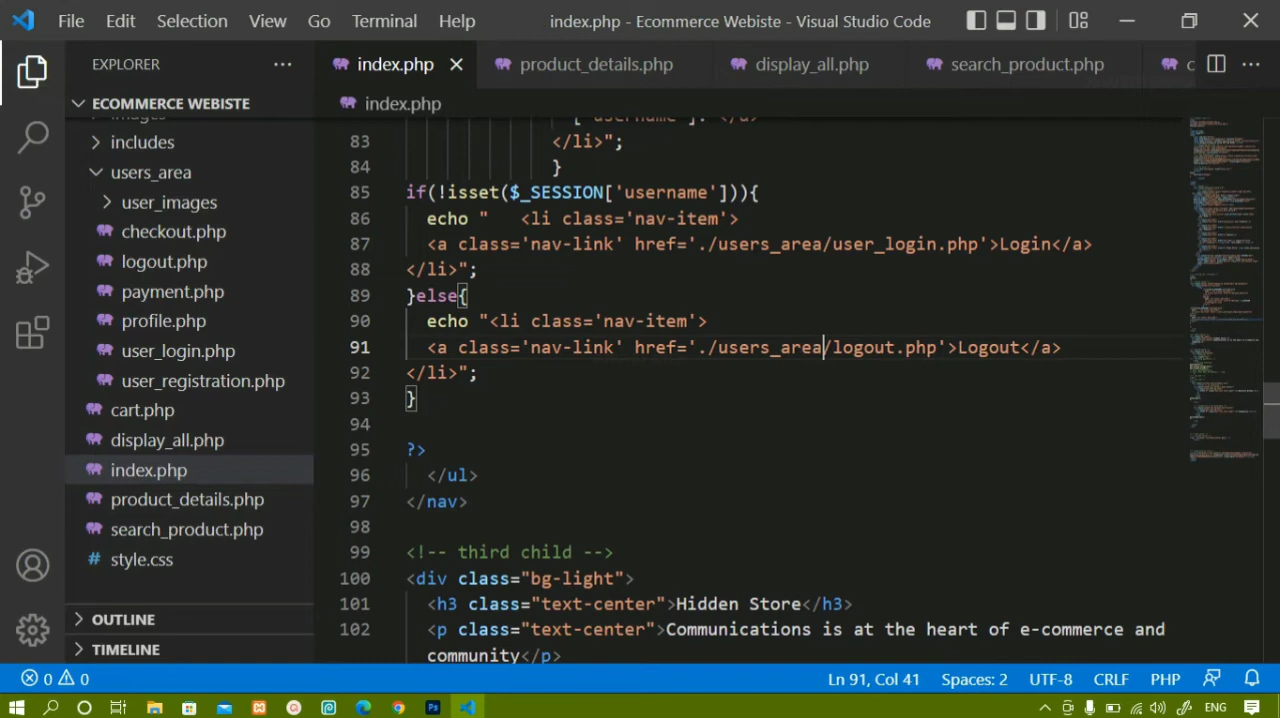 File Edit Selection View Go Terminal Help index.php - Ecommerce Webiste - Visual Studio Code
EXPLORER ... index.php product_details.php display_all.php search_product.php c ...
ECOMMERCE WEBISTE
index.php
images
includes
users_area
user_images
checkout.php
logout.php
payment.php
profile.php
user_login.php
user_registration.php
cart.php
display_all.php
index.php
product_details.php
search_product.php
# style.css
OUTLINE
TIMELINE
["username"]."</a>
83 </li>";
84 }
85 if(!isset($_SESSION['username'])){
86 echo "   <li class='nav-item'>
87 <a class='nav-link' href='./users_area/user_login.php'>Login</a>
88 </li>";
89 }else{
90 echo "<li class='nav-item'>
91 <a class='nav-link' href='./users_area/logout.php'>Logout</a>
92 </li>";
93 }
94
95 ?>
96 </ul>
97 </nav>
98
99 <!-- third child -->
100 <div class="bg-light">
101 <h3 class="text-center">Hidden Store</h3>
102 <p class="text-center">Communications is at the heart of e-commerce and
community</p>
0 0 Ln 91, Col 41 Spaces: 2 UTF-8 CRLF PHP
Ps ENG